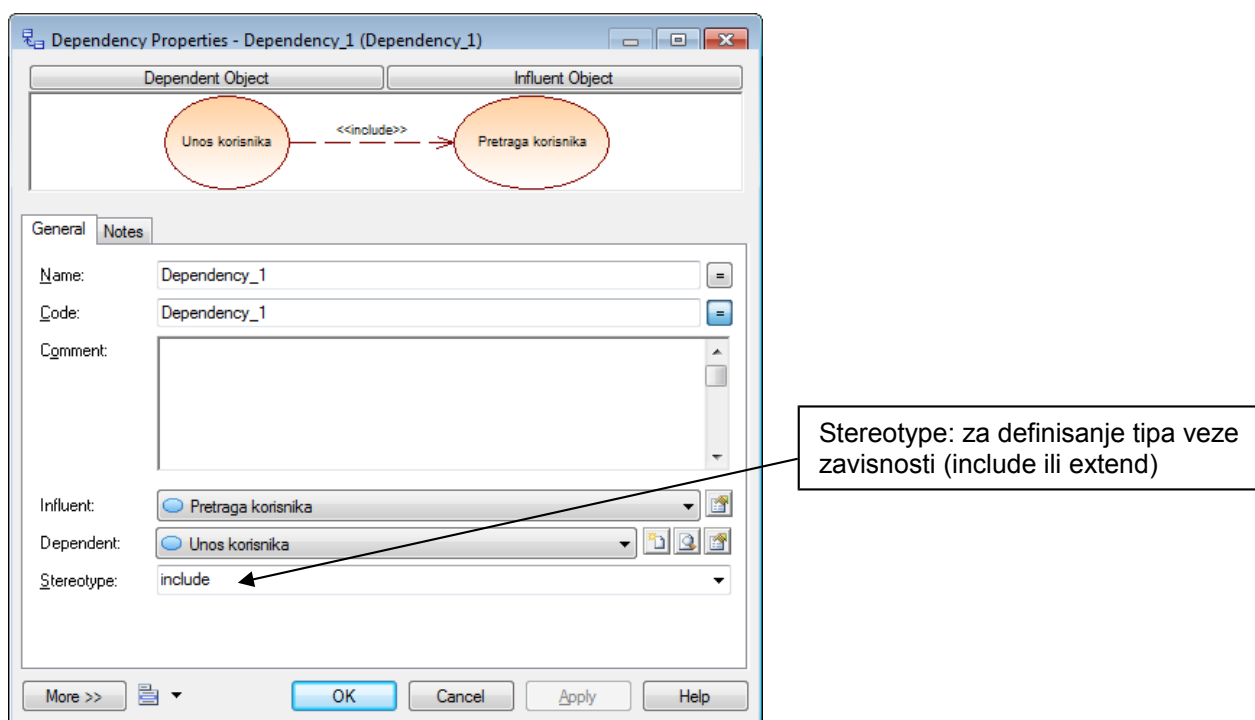 Dependency Properties - Dependency_1 (Dependency_1)
Dependent Object
Influent Object
Unos korisnika
<<include>>
Pretraga korisnika
General
Notes
Name:
Dependency_1
=
Code:
Dependency_1
=
Comment:
Stereotype: za definisanje tipa veze
zavisnosti (include ili extend)
Influent:
Pretraga korisnika
Dependent:
Unos korisnika
Stereotype:
include
More >>
OK
Cancel
Apply
Help